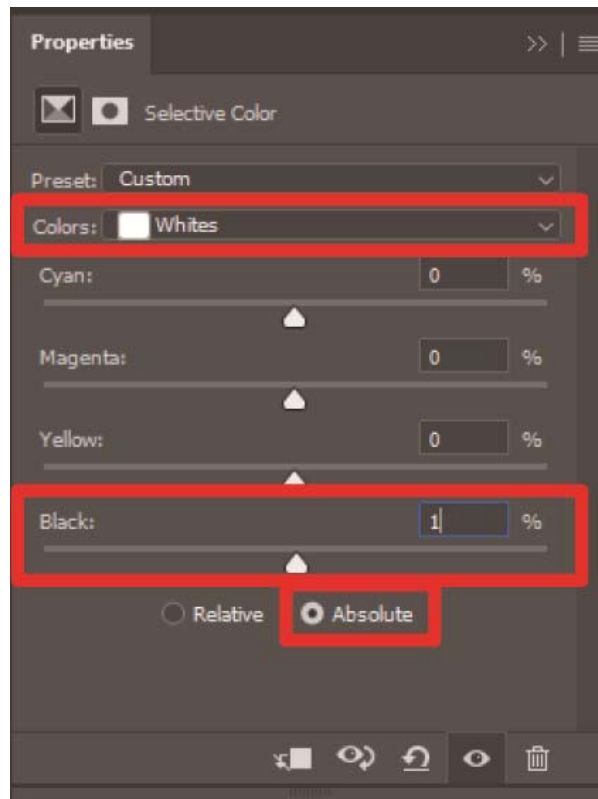 Properties
Selective Color
Preset: Custom
Colors: Whites
Cyan: 0 %
Magenta: 0 %
Yellow: 0 %
Black: 1 %
Relative Absolute